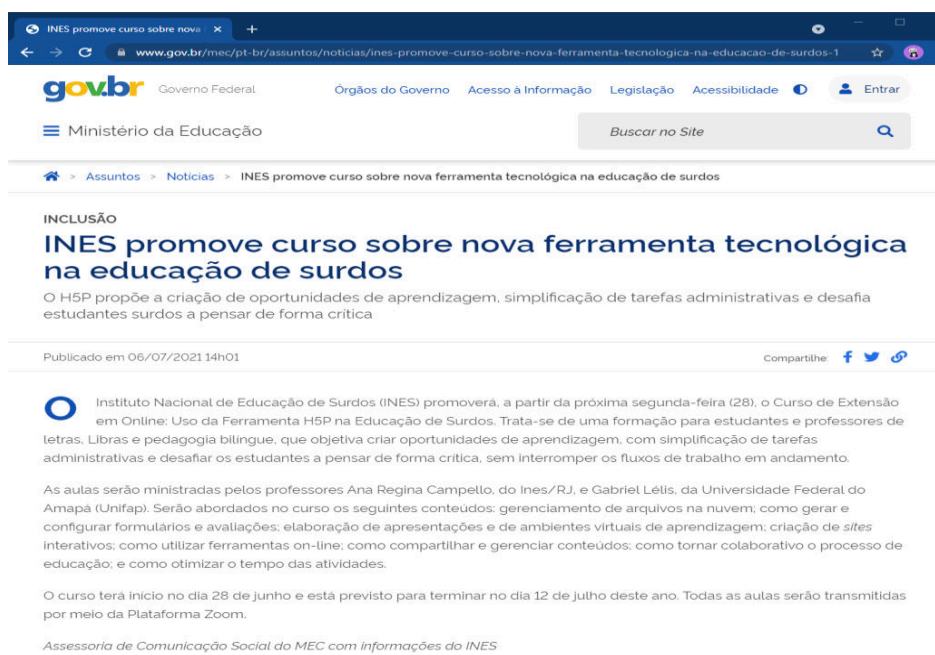 INES promove curso sobre nova
www.gov.br/mec/pt-br/assuntos/noticias/ines-promove-curso-sobre-nova-ferramenta-tecnologica-na-educacao-de-surdos-1
gov.br Governo Federal Órgãos do Governo Acesso à Informação Legislação Acessibilidade Entrar
Ministério da Educação Buscar no Site
> Assuntos > Notícias > INES promove curso sobre nova ferramenta tecnológica na educação de surdos
INCLUSÃO
INES promove curso sobre nova ferramenta tecnológica
na educação de surdos
O H5P propõe a criação de oportunidades de aprendizagem, simplificação de tarefas administrativas e desafia
estudantes surdos a pensar de forma crítica
Publicado em 06/07/2021 14h01 Compartilhe:
O Instituto Nacional de Educação de Surdos (INES) promoverá, a partir da próxima segunda-feira (28), o Curso de Extensão
em Online: Uso da Ferramenta H5P na Educação de Surdos. Trata-se de uma formação para estudantes e professores de
letras, Libras e pedagogia bilíngue, que objetiva criar oportunidades de aprendizagem, com simplificação de tarefas
administrativas e desafiar os estudantes a pensar de forma crítica, sem interromper os fluxos de trabalho em andamento.
As aulas serão ministradas pelos professores Ana Regina Campello, do Ines/RJ, e Gabriel Lélis, da Universidade Federal do
Amapá (Unifap). Serão abordados no curso os seguintes conteúdos: gerenciamento de arquivos na nuvem; como gerar e
configurar formulários e avaliações; elaboração de apresentações e de ambientes virtuais de aprendizagem; criação de sites
interativos; como utilizar ferramentas on-line; como compartilhar e gerenciar conteúdos; como tornar colaborativo o processo de
educação; e como otimizar o tempo das atividades.
O curso terá início no dia 28 de junho e está previsto para terminar no dia 12 de julho deste ano. Todas as aulas serão transmitidas
por meio da Plataforma Zoom.
Assessoria de Comunicação Social do MEC com informações do INES